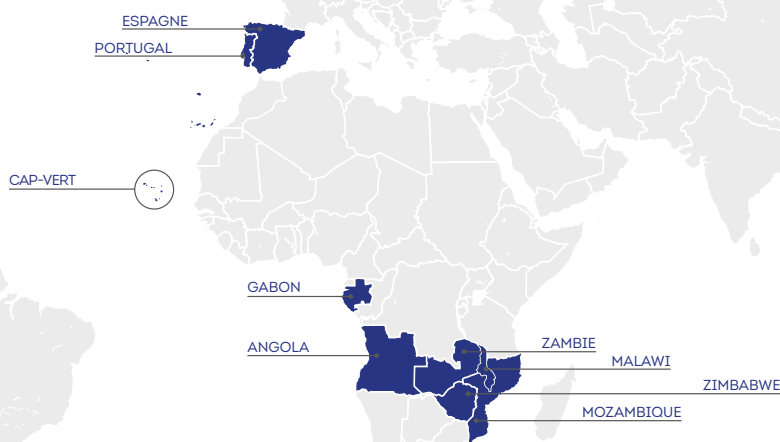 ESPAGNE
PORTUGAL
CAP-VERT
GABON
ANGOLA
ZAMBIE
MALAWI
ZIMBABWE
MOZAMBIQUE